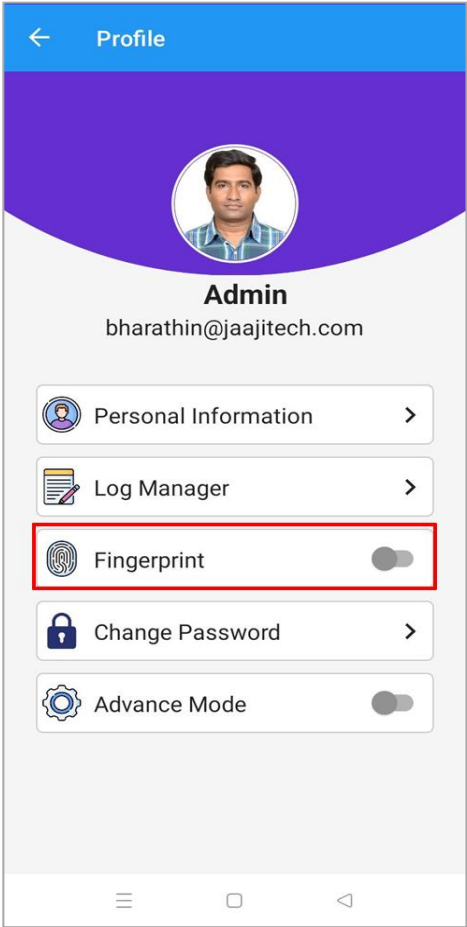 Profile
Admin
bharathin@jaajitech.com
Personal Information
Log Manager
Fingerprint
Change Password
Advance Mode